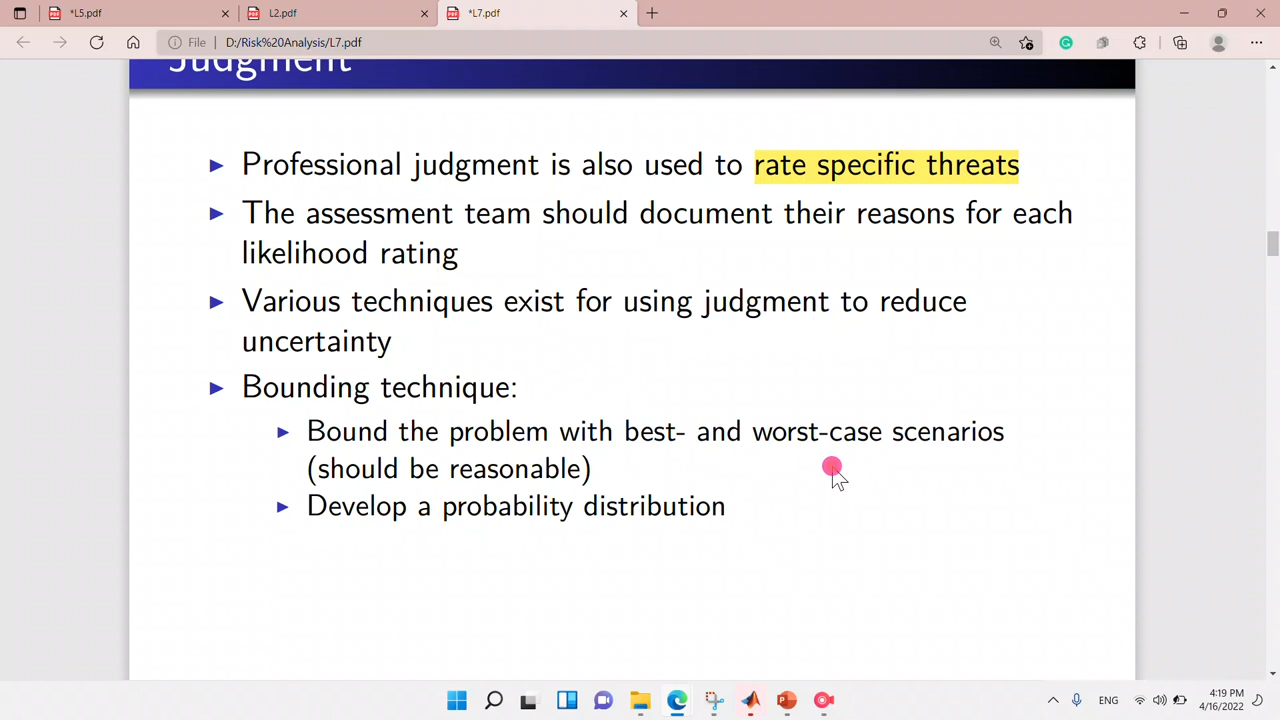 *L5.pdf
L2.pdf
*L7.pdf
File
D:/Risk%20Analysis/L7.pdf
Judgment
Professional judgment is also used to rate specific threats
The assessment team should document their reasons for each
likelihood rating
Various techniques exist for using judgment to reduce
uncertainty
Bounding technique:
Bound the problem with best- and worst-case scenarios
(should be reasonable)
Develop a probability distribution
ENG
4:19 PM
4/16/2022